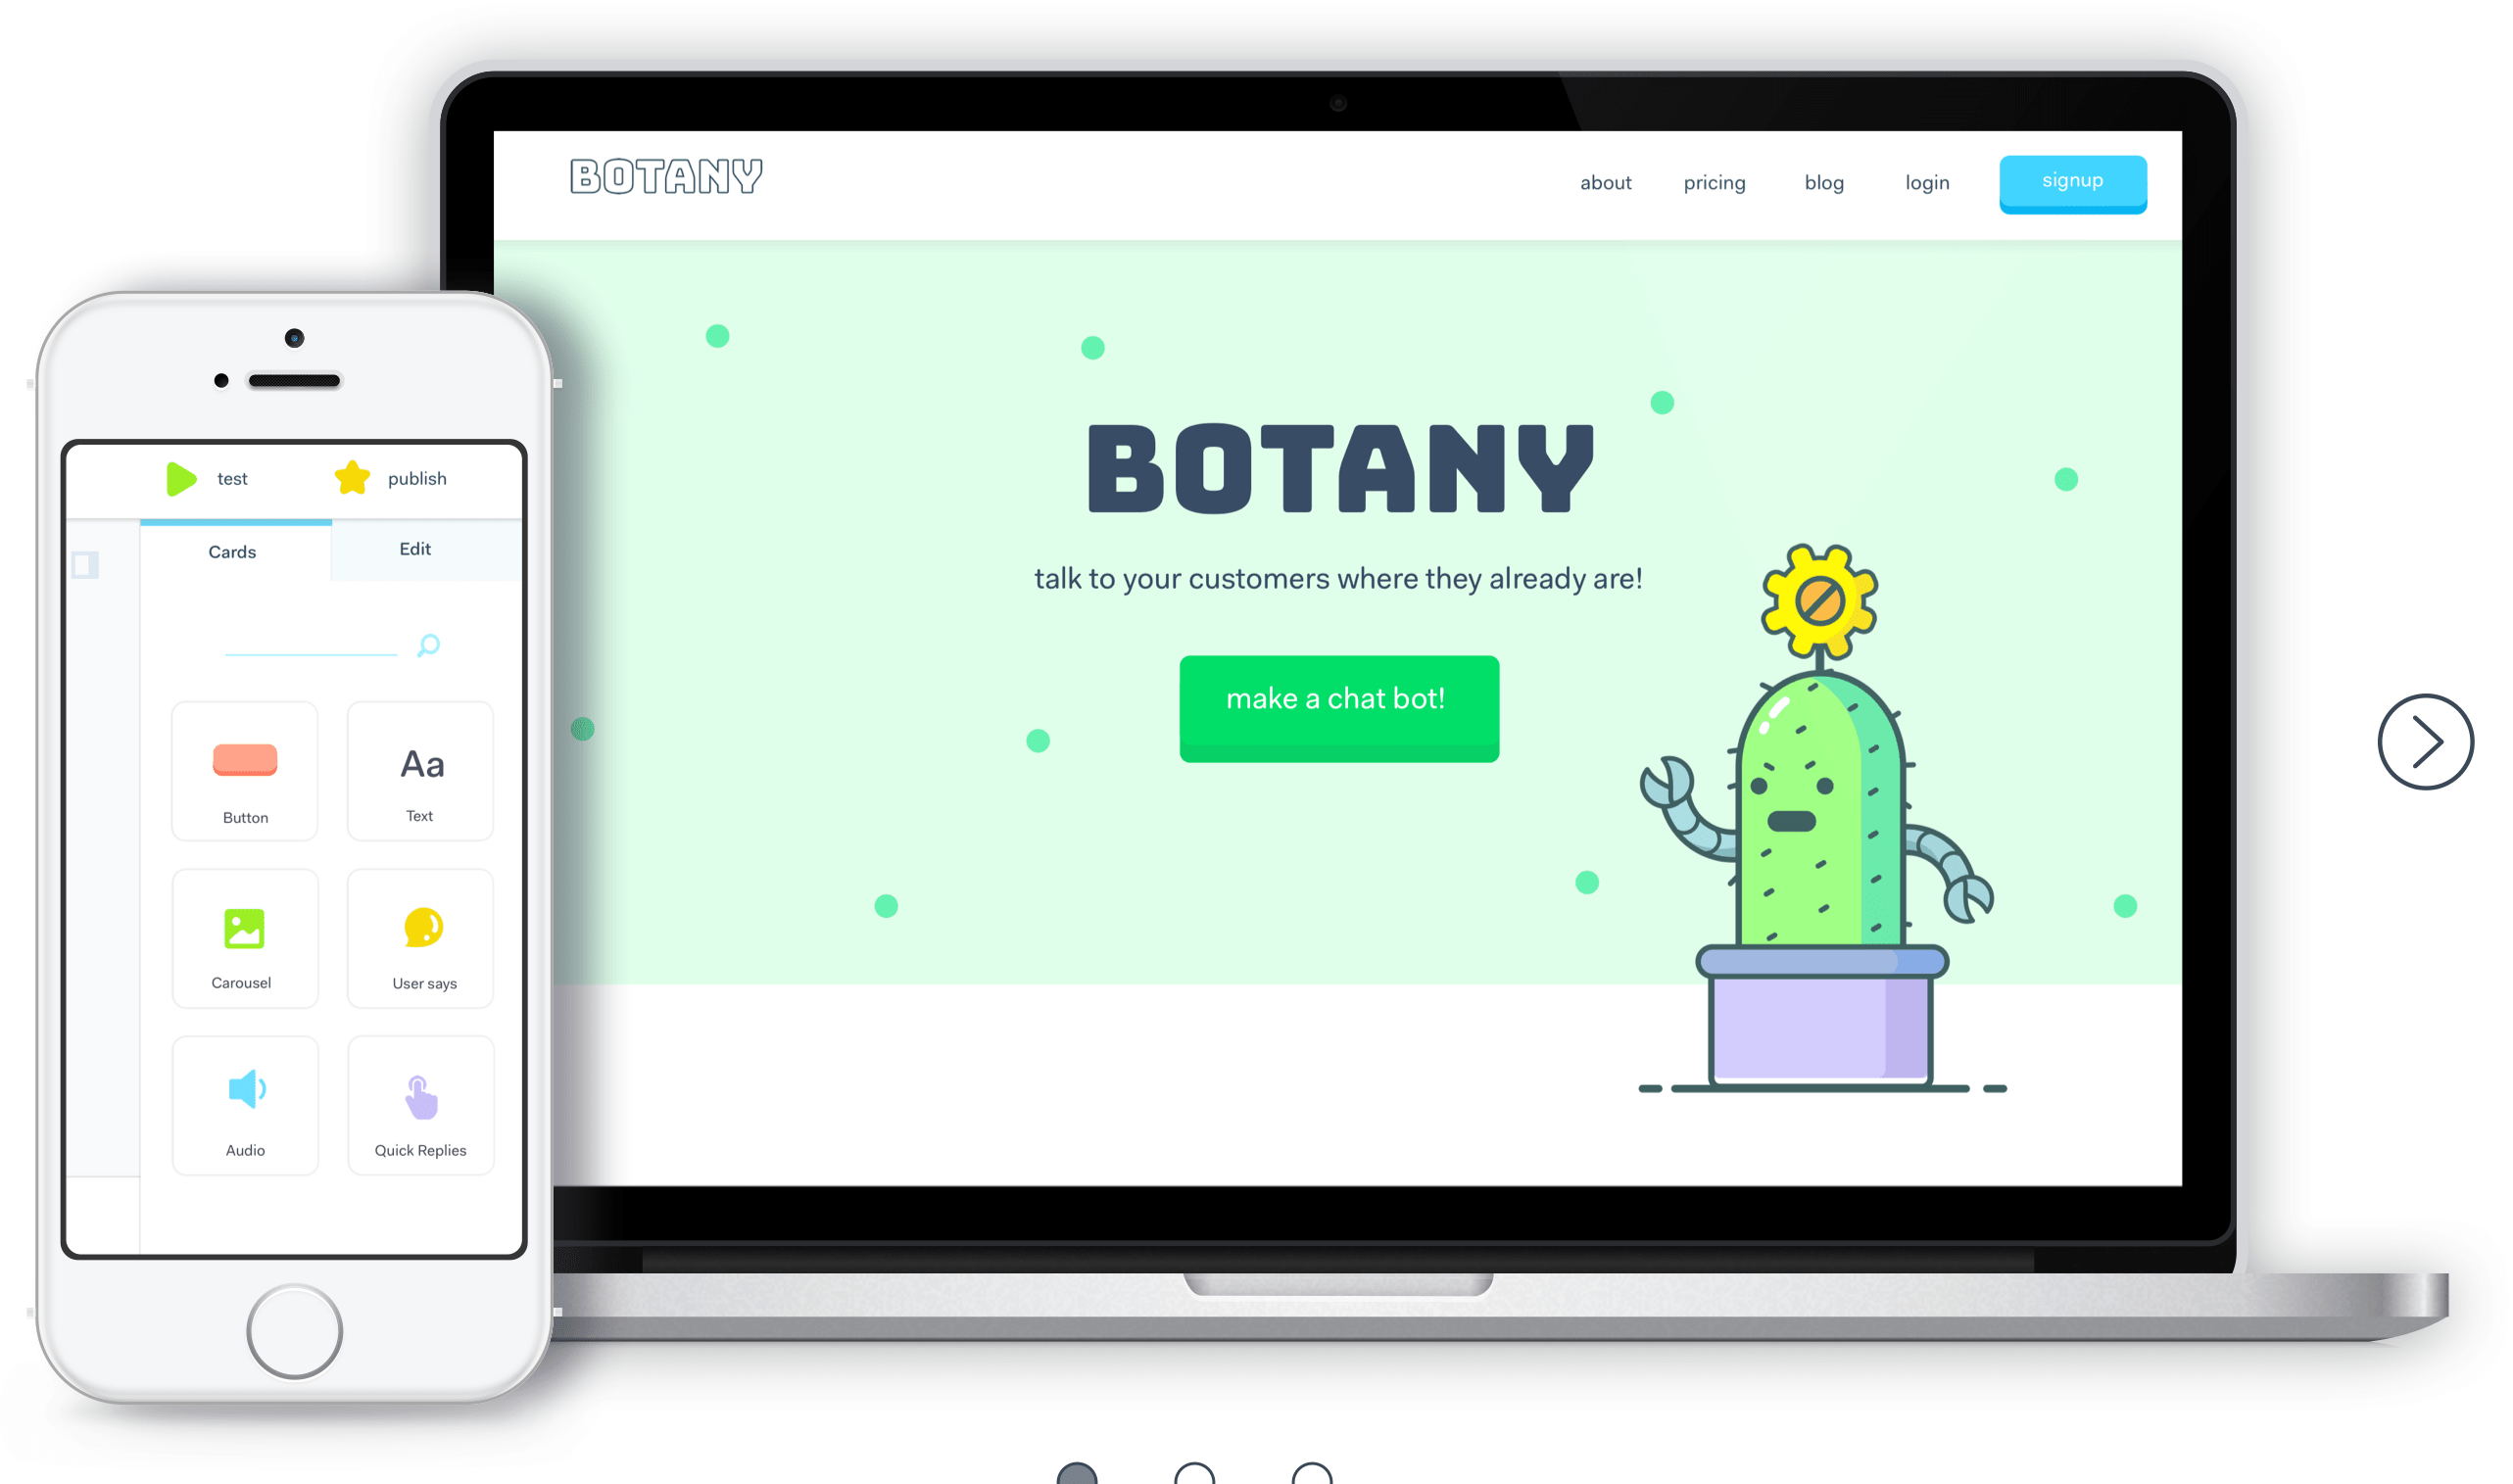 BOTANY
about pricing blog login signup
BOTANY
talk to your customers where they already are!
make a chat bot!
test publish
Cards Edit
Button Text
Aa
Carousel User says
Audio Quick Replies